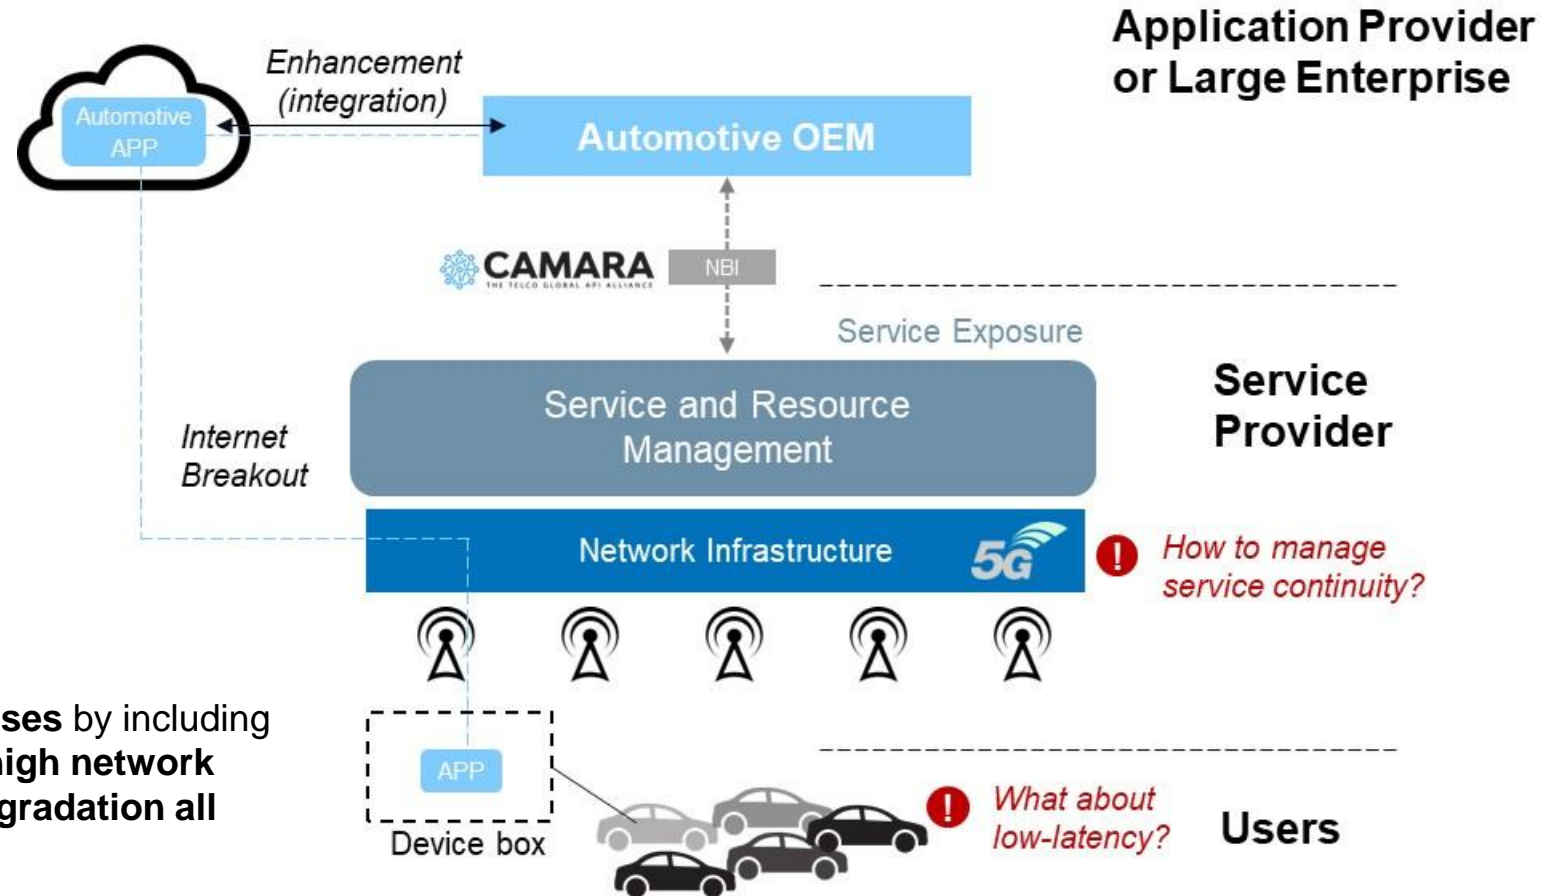 Application Provider
or Large Enterprise
Enhancement
(integration)
Automotive
APP
Automotive OEM
CAMARA
THE TELCO GLOBAL API ALLIANCE
NBI
Service Exposure
Service and Resource
Management
Service
Provider
Internet
Breakout
Network Infrastructure
5G
! How to manage
service continuity?
ses by including
igh network
gradation all
APP
Device box
! What about
low-latency?
Users